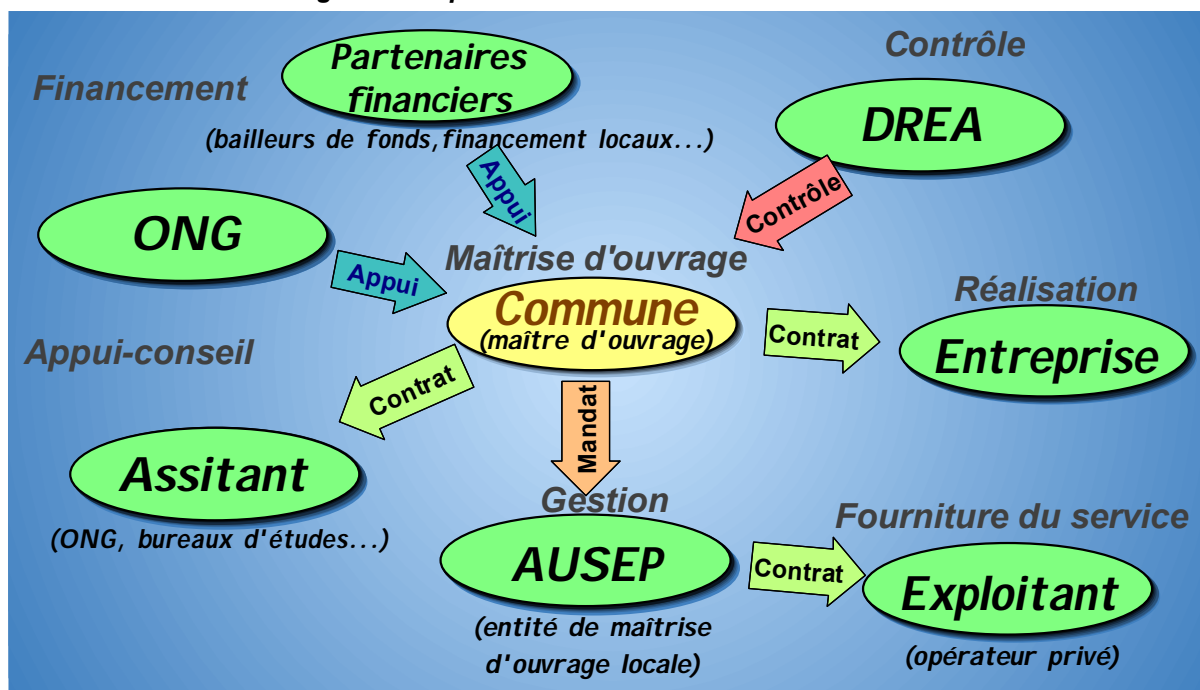 Contrôle
Partenaires
financiers
Financement
DREA
(bailleurs de fonds,financement locaux...)
Appui
Contrôle
ONG
Appui
Maîtrise d'ouvrage
Commune
(maître d'ouvrage)
Réalisation
Contrat
Entreprise
Appui-conseil
Contrat
Mandat
Assitant
(ONG, bureaux d'études...)
Gestion
AUSEP
(entité de maîtrise
d'ouvrage locale)
Contrat
Fourniture du service
Exploitant
(opérateur privé)